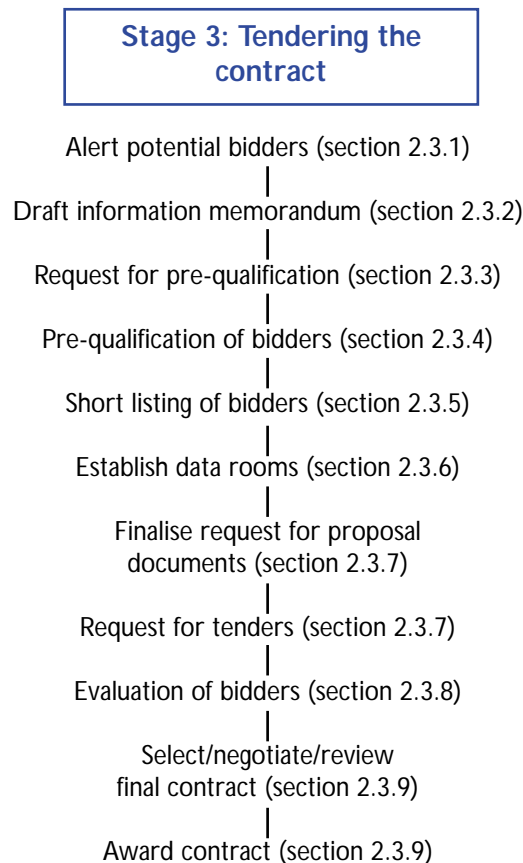 Stage 3: Tendering the
contract
Alert potential bidders (section 2.3.1)
Draft information memorandum (section 2.3.2)
Request for pre-qualification (section 2.3.3)
Pre-qualification of bidders (section 2.3.4)
Short listing of bidders (section 2.3.5)
Establish data rooms (section 2.3.6)
Finalise request for proposal
documents (section 2.3.7)
Request for tenders (section 2.3.7)
Evaluation of bidders (section 2.3.8)
Select/negotiate/review
final contract (section 2.3.9)
Award contract (section 2.3.9)